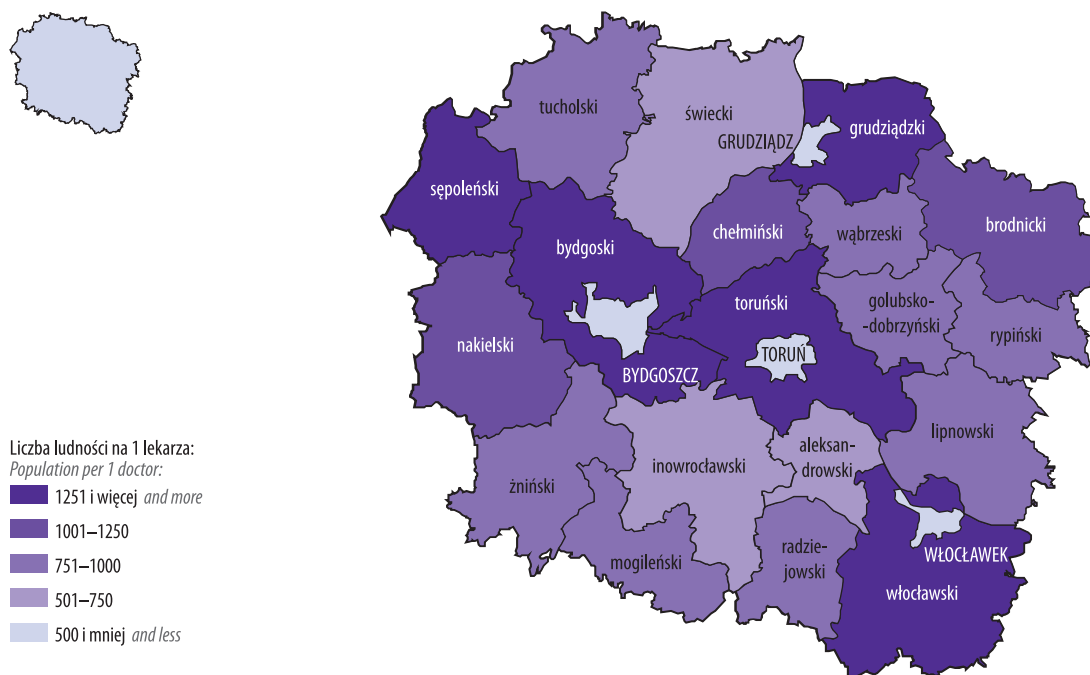 tucholski
świecki
GRUDZIĄDZ
grudziądzki
sępoleński
brodnicki
chełmiński
wąbrzeski
bydgoski
toruński
golubsko-
-dobrzyński
rypiński
nakielski
TORUŃ
BYDGOSZCZ
lipnowski
aleksan-
drowski
inowrocławski
żniński
radzie-
jowski
mogileński
WŁOCŁAWEK
włocławski
Liczba ludności na 1 lekarza:
Population per 1 doctor:
1251 i więcej and more
1001–1250
751–1000
501–750
500 i mniej and less